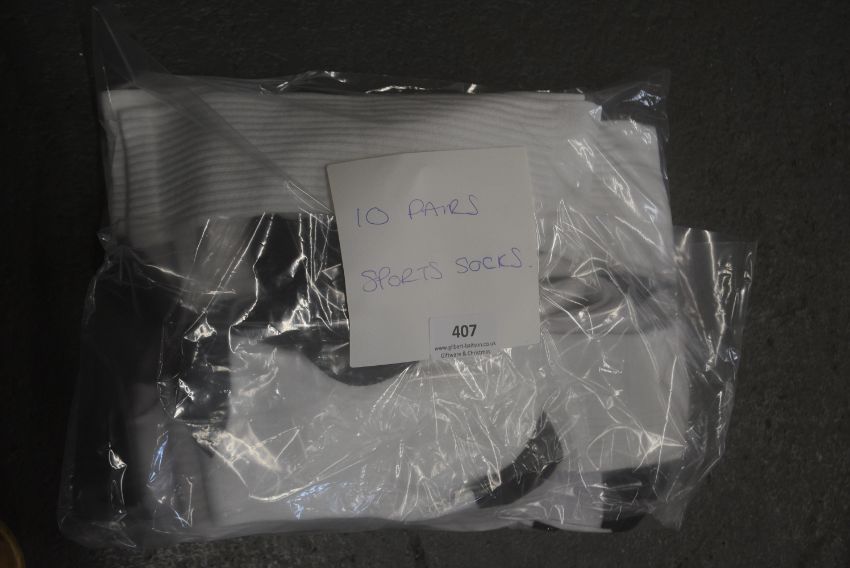 10 PAIRS
SPORTS SOCKS.
407
www.gilbert-baitson.co.uk
Giftware & Christmas